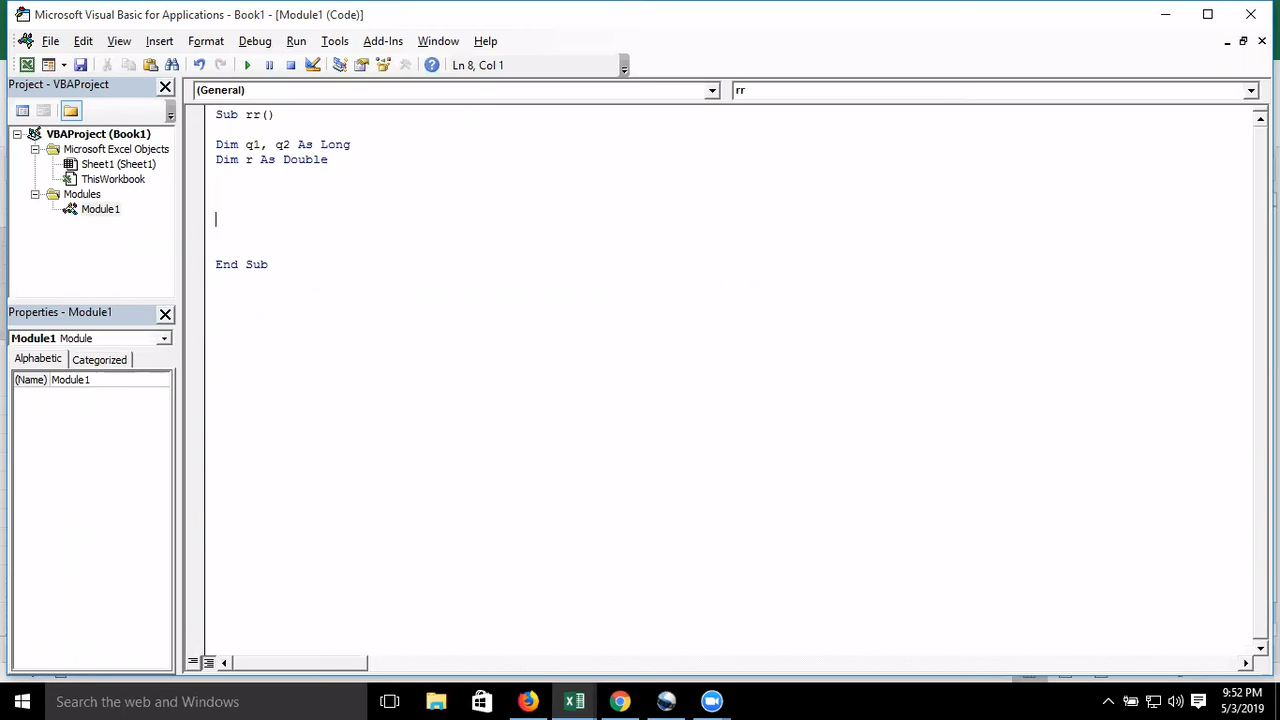 Microsoft Visual Basic for Applications - Book1 - [Module1 (Code)]
File Edit View Insert Format Debug Run Tools Add-Ins Window Help
Ln 8, Col 1
Project - VBAProject
(General)
rr
VBAProject (Book1)
Microsoft Excel Objects
Sheet1 (Sheet1)
ThisWorkbook
Modules
Module1
Sub rr()
Dim q1, q2 As Long
Dim r As Double
End Sub
Properties - Module1
Module1 Module
Alphabetic Categorized
(Name) Module1
Search the web and Windows
9:52 PM
5/3/2019